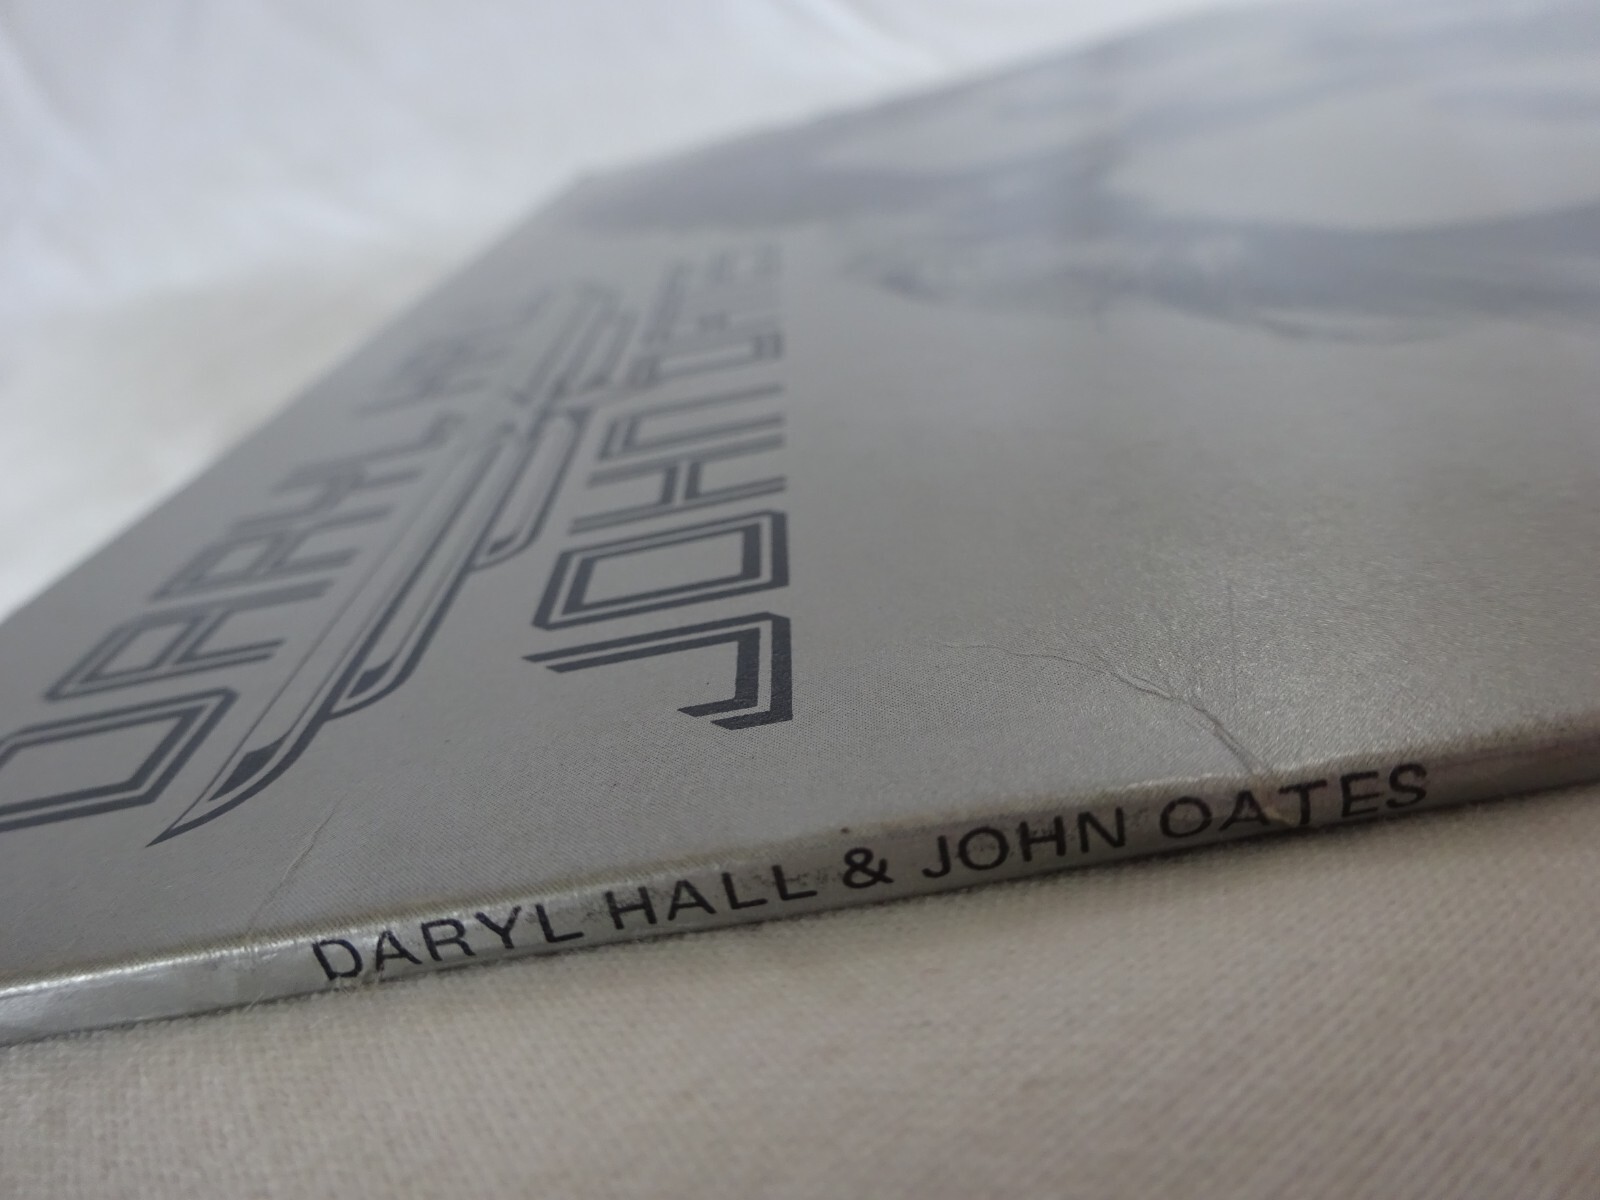 DARYL HALL
JOHN OATES
DARYL HALL & JOHN OATES